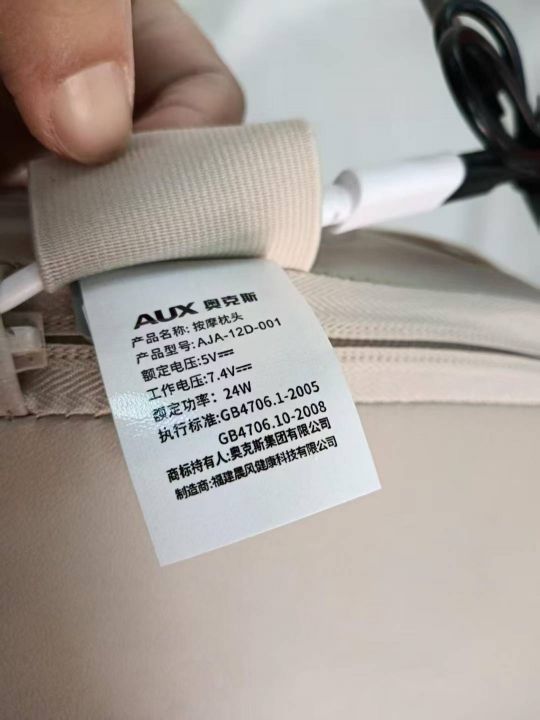 AUX 奥克斯
产品名称:按摩枕头
产品型号:AJA-12D-001
额定电压:5V⎓
工作电压:7.4V⎓
额定功率：24W
执行标准:GB4706.1-2005
GB4706.10-2008
商标持有人:奥克斯集团有限公司
制造商:福建晨风健康科技有限公司